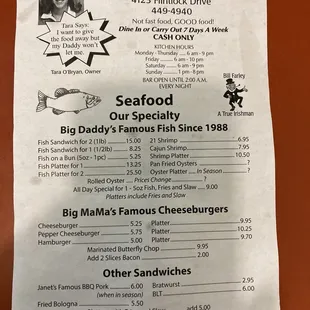 4125 Flintlock Drive
449-4940
Not fast food, GOOD food!
Dine In or Carry Out 7 Days A Week
CASH ONLY
Tara Says:
I want to
give the
food away but
my Daddy won't
let me.
Tara O'Bryan, Owner
KITCHEN HOURS
Monday - Thursday ..... 6 am - 9 pm
Friday ......... 6 am - 10 pm
Saturday ......... 6 am - 9 pm
Sunday ......... 1 pm - 8 pm
BAR OPEN UNTIL 2:00 A.M.
EVERY NIGHT
Bill Farley
A True Irishman
Seafood
Our Specialty
Big Daddy's Famous Fish Since 1988
Fish Sandwich for 2 (1lb) ..... 15.00
Fish Sandwich for 1 (1/2lb) ..... 8.25
Fish on a Bun (5oz - 1pc) ..... 5.25
Fish Platter for 1 ..... 13.25
Fish Platter for 2 ..... 25.50
21 Shrimp ..... 6.95
Cajun Shrimp ..... 7.95
Shrimp Platter ..... 10.50
Pan Fried Oysters ..... ?
Oyster Platter ..... In Season ..... ?
Rolled Oyster .. Prices Change ..... ?
All Day Special for 1 - 5oz Fish, Fries and Slaw ..... 9.00
Platters include Fries and Slaw
Big MaMa's Famous Cheeseburgers
Cheeseburger ..... 5.25
Pepper Cheeseburger ..... 5.75
Hamburger ..... 5.00
Platter ..... 9.95
Platter ..... 10.25
Platter ..... 9.70
Marinated Butterfly Chop ..... 9.95
Add 2 Slices Bacon ..... 2.00
Other Sandwiches
Janet's Famous BBQ Pork ..... 6.00
(when in season)
Fried Bologna ..... 5.50
Bratwurst ..... 2.95
BLT ..... 6.00
add 5.00